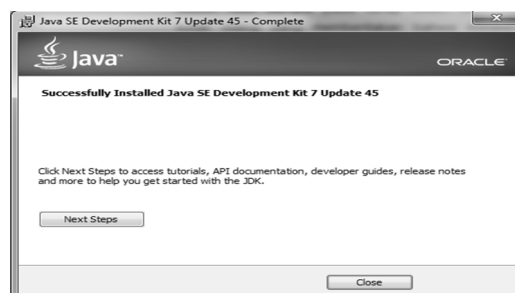 Java SE Development Kit 7 Update 45 - Complete
Java™
ORACLE
Successfully Installed Java SE Development Kit 7 Update 45
Click Next Steps to access tutorials, API documentation, developer guides, release notes
and more to help you get started with the JDK.
Next Steps
Close